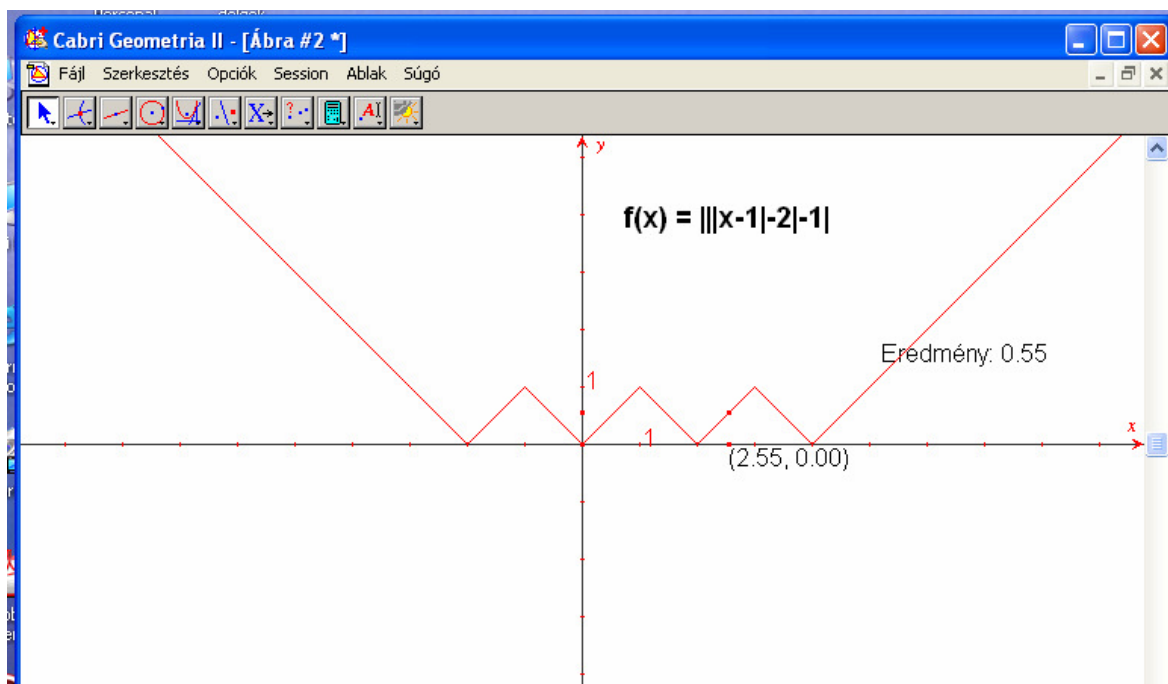 Cabri Geometria II - [Ábra #2 *]
Fájl Szerkesztés Opciók Session Ablak Súgó
y
f(x) = |||x-1|-2|-1|
Eredmény: 0.55
1
1
x
(2.55, 0.00)